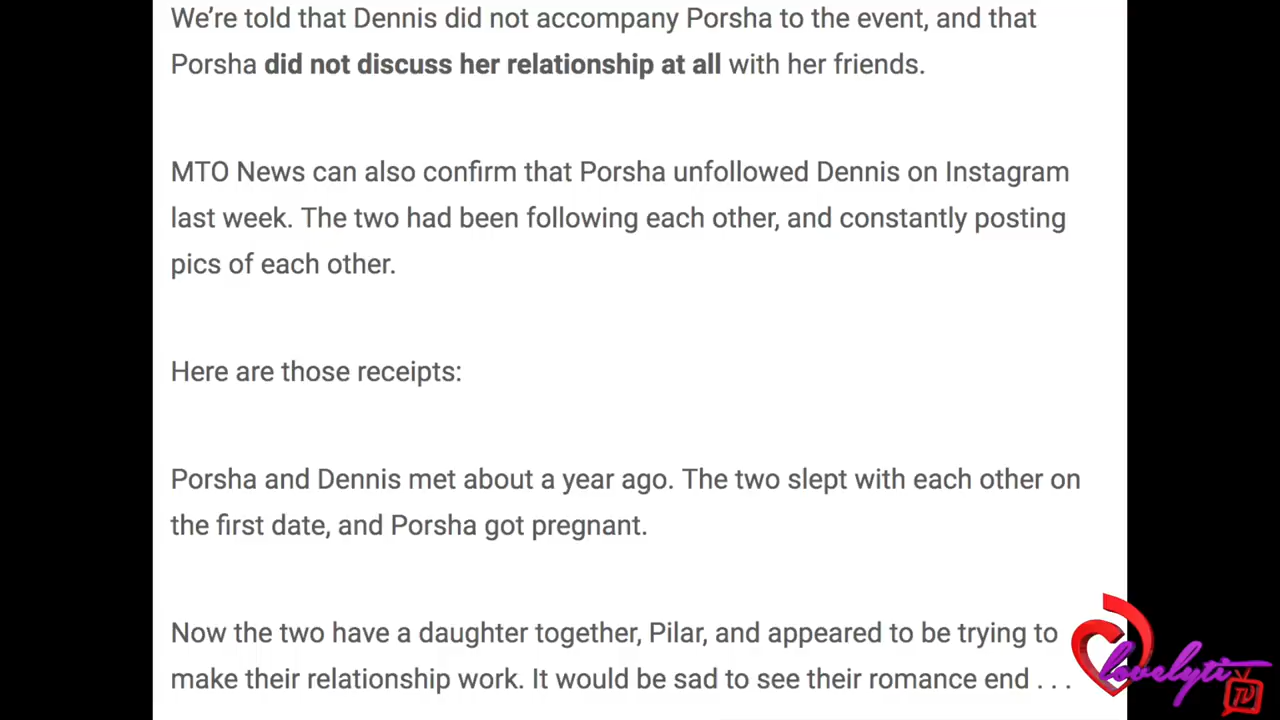 We’re told that Dennis did not accompany Porsha to the event, and that
Porsha did not discuss her relationship at all with her friends.
MTO News can also confirm that Porsha unfollowed Dennis on Instagram
last week. The two had been following each other, and constantly posting
pics of each other.
Here are those receipts:
Porsha and Dennis met about a year ago. The two slept with each other on
the first date, and Porsha got pregnant.
Now the two have a daughter together, Pilar, and appeared to be trying to
make their relationship work. It would be sad to see their romance end . . .
lovelyti
TV